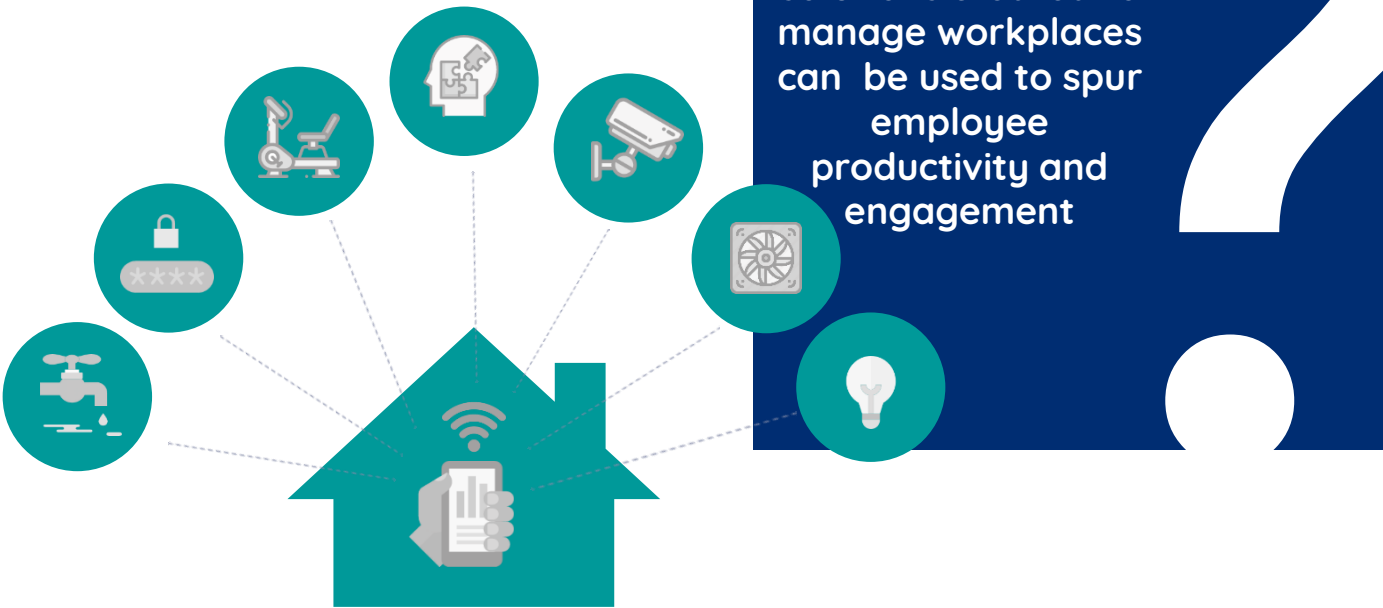 manage workplaces
can be used to spur
employee
productivity and
engagement
****
?